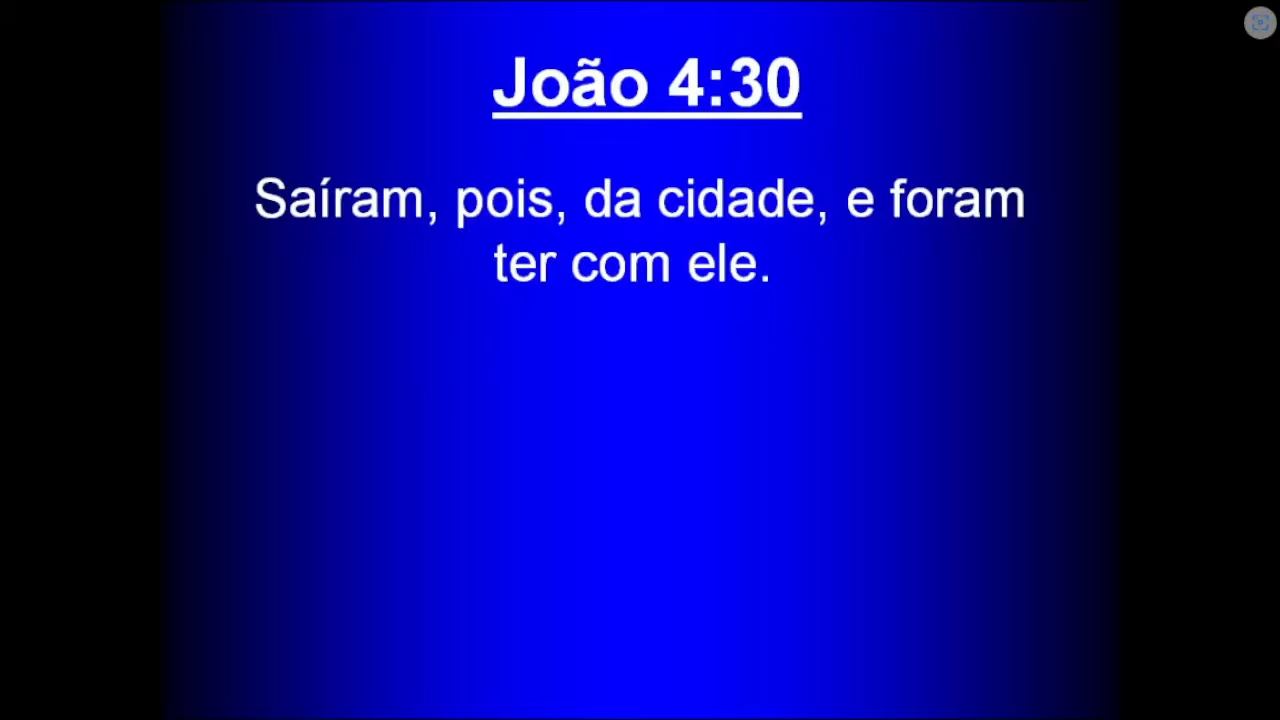 João 4:30
Saíram, pois, da cidade, e foram
ter com ele.